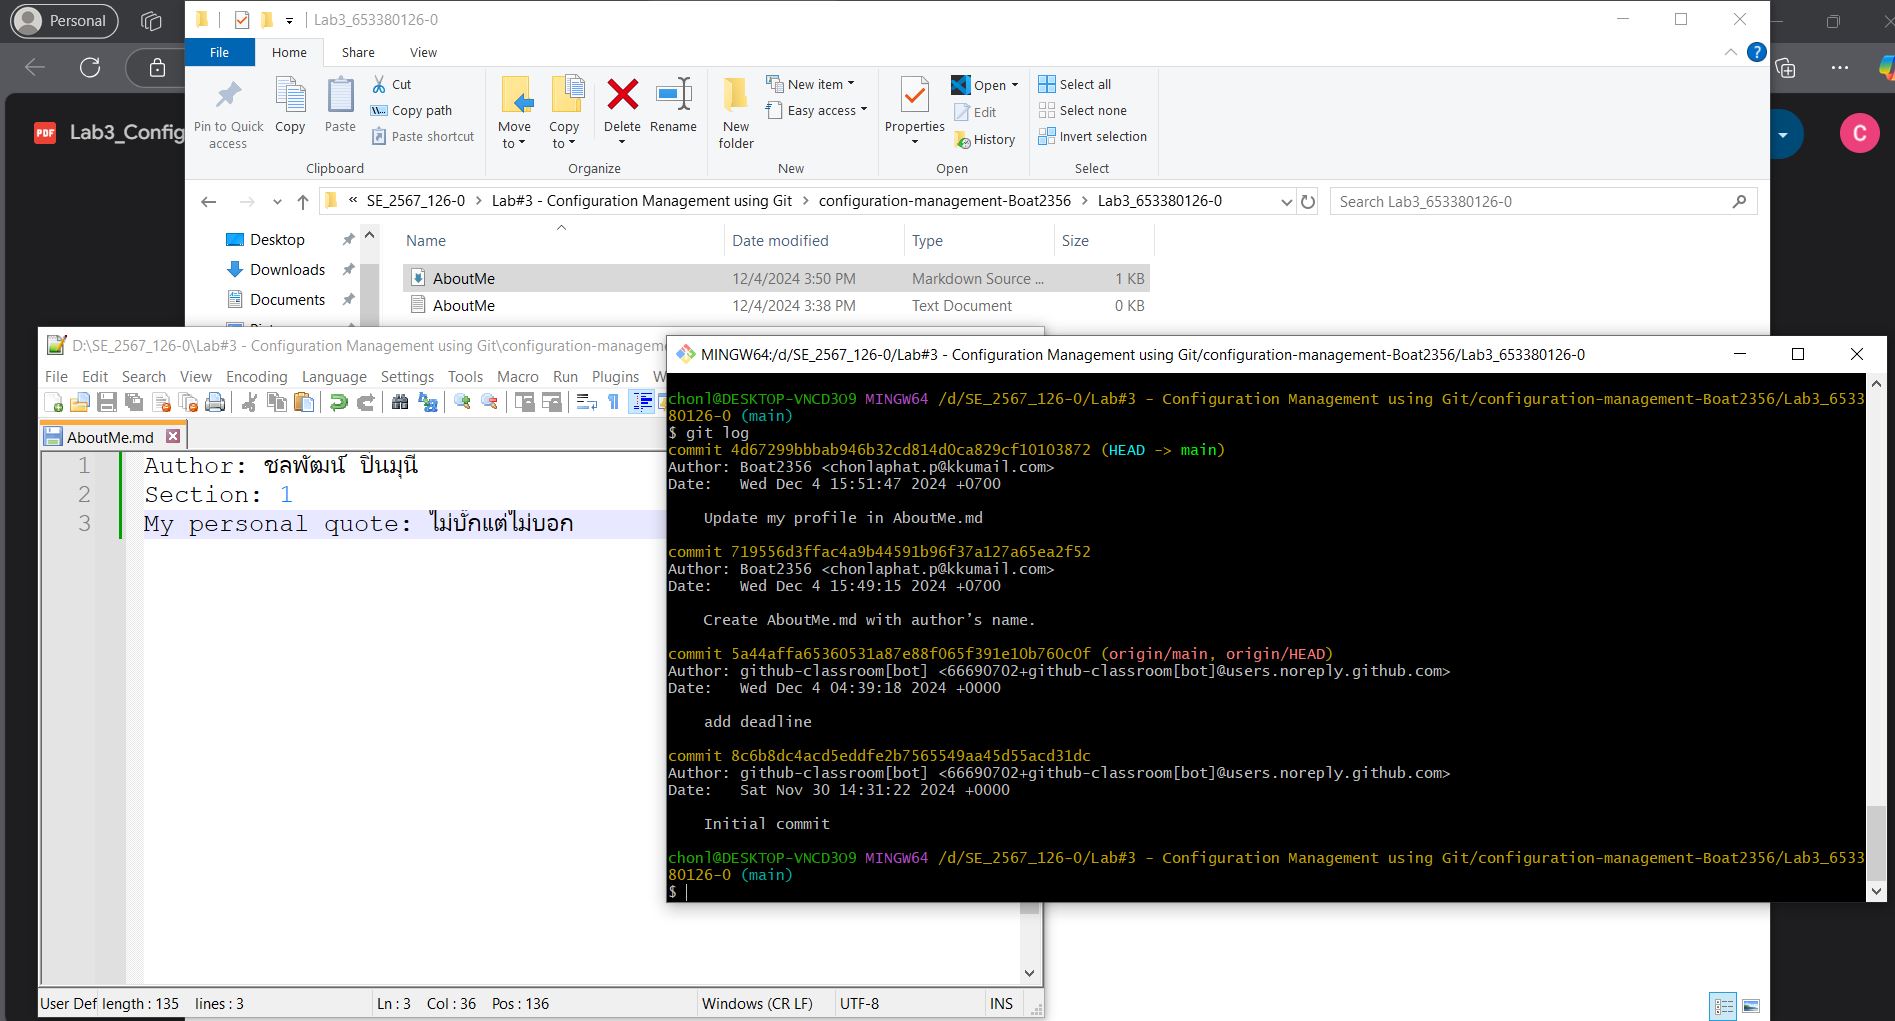 Personal
Lab3_653380126-0
File
Home
Share
View
Pin to Quick access
Copy
Paste
Cut
Copy path
Paste shortcut
Clipboard
Move to
Copy to
Delete
Rename
Organize
New folder
New item
Easy access
New
Properties
Open
Edit
History
Open
Select all
Select none
Invert selection
Select
PDF
Lab3_Config
C
« SE_2567_126-0 > Lab#3 - Configuration Management using Git > configuration-management-Boat2356 > Lab3_653380126-0
Search Lab3_653380126-0
Desktop
Downloads
Documents
Name Date modified Type Size
AboutMe 12/4/2024 3:50 PM Markdown Source ... 1 KB
AboutMe 12/4/2024 3:38 PM Text Document 0 KB
D:\SE_2567_126-0\Lab#3 - Configuration Management using Git\configuration-manageme
File Edit Search View Encoding Language Settings Tools Macro Run Plugins W
AboutMe.md
1 Author: ชลพัฒน์ ปิ่นมุนี
2 Section: 1
3 My personal quote: ไม่บั๊กแต่ไม่บอก
User Def length : 135 lines : 3 Ln : 3 Col : 36 Pos : 136 Windows (CR LF) UTF-8 INS
MINGW64:/d/SE_2567_126-0/Lab#3 - Configuration Management using Git/configuration-management-Boat2356/Lab3_653380126-0
chonl@DESKTOP-VNCD3O9 MINGW64 /d/SE_2567_126-0/Lab#3 - Configuration Management using Git/configuration-management-Boat2356/Lab3_6533
80126-0 (main)
$ git log
commit 4d67299bbbab946b32cd814d0ca829cf10103872 (HEAD -> main)
Author: Boat2356 <chonlaphat.p@kkumail.com>
Date: Wed Dec 4 15:51:47 2024 +0700
Update my profile in AboutMe.md
commit 719556d3ffac4a9b44591b96f37a127a65ea2f52
Author: Boat2356 <chonlaphat.p@kkumail.com>
Date: Wed Dec 4 15:49:15 2024 +0700
Create AboutMe.md with author’s name.
commit 5a44affa65360531a87e88f065f391e10b760c0f (origin/main, origin/HEAD)
Author: github-classroom[bot] <66690702+github-classroom[bot]@users.noreply.github.com>
Date: Wed Dec 4 04:39:18 2024 +0000
add deadline
commit 8c6b8dc4acd5eddfe2b7565549aa45d55acd31dc
Author: github-classroom[bot] <66690702+github-classroom[bot]@users.noreply.github.com>
Date: Sat Nov 30 14:31:22 2024 +0000
Initial commit
chonl@DESKTOP-VNCD3O9 MINGW64 /d/SE_2567_126-0/Lab#3 - Configuration Management using Git/configuration-management-Boat2356/Lab3_6533
80126-0 (main)
$